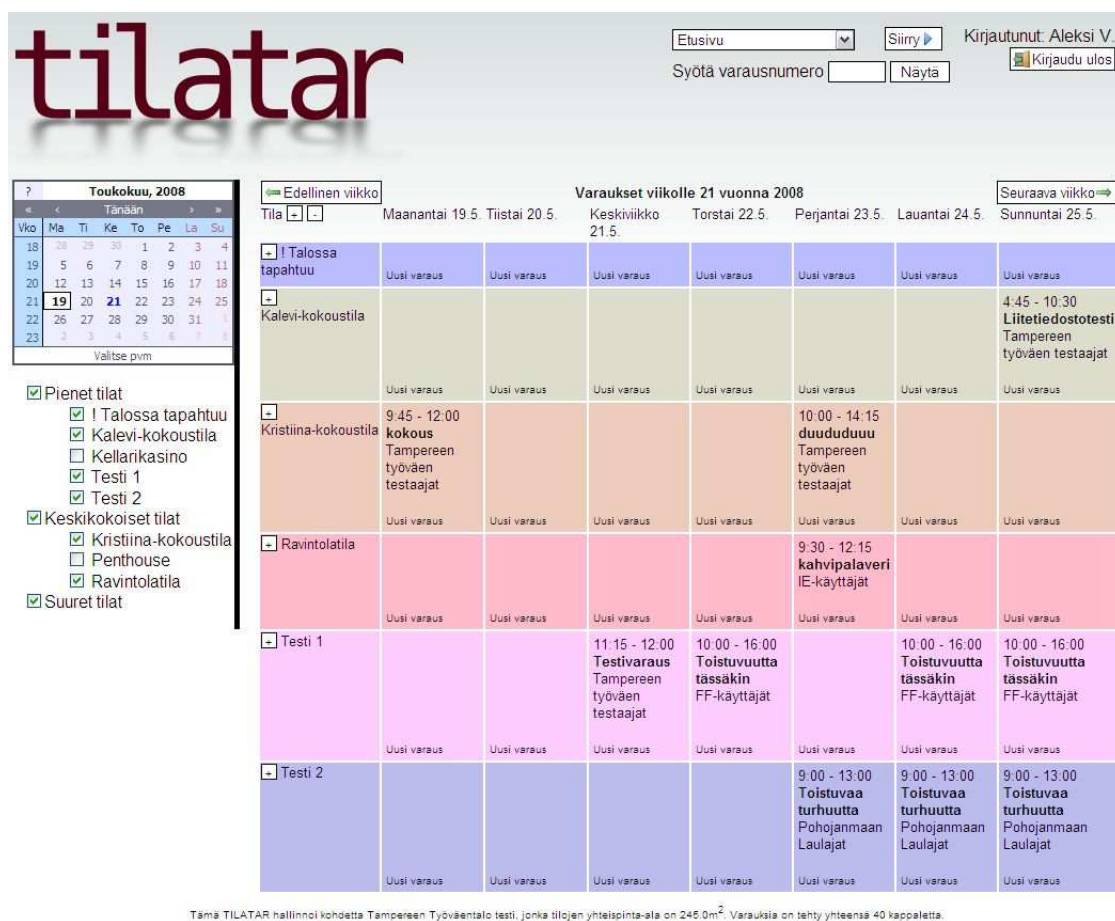 tilatar
Etusivu
Siirry
Kirjautunut: Aleksi V.
Syötä varausnumero
Näytä
Kirjaudu ulos
? Toukokuu, 2008
« ‹ Tänään › »
Vko Ma Ti Ke To Pe La Su
18 28 29 30 1 2 3 4
19 5 6 7 8 9 10 11
20 12 13 14 15 16 17 18
21 19 20 21 22 23 24 25
22 26 27 28 29 30 31 1
23 2 3 4 5 6 7 8
Valitse pvm
Pienet tilat
! Talossa tapahtuu
Kalevi-kokoustila
Kellarikasino
Testi 1
Testi 2
Keskikokoiset tilat
Kristiina-kokoustila
Penthouse
Ravintolatila
Suuret tilat
Edellinen viikko
Varaukset viikolle 21 vuonna 2008
Seuraava viikko
Tila + - Maanantai 19.5. Tiistai 20.5. Keskiviikko Torstai 22.5. Perjantai 23.5. Lauantai 24.5. Sunnuntai 25.5.
21.5.
+ ! Talossa
tapahtuu
Uusi varaus Uusi varaus Uusi varaus Uusi varaus Uusi varaus Uusi varaus Uusi varaus
+
Kalevi-kokoustila
4:45 - 10:30
Liitetiedostotesti
Tampereen
työväen testaajat
Uusi varaus Uusi varaus Uusi varaus Uusi varaus Uusi varaus Uusi varaus Uusi varaus
+
Kristiina-kokoustila
9:45 - 12:00
kokous
Tampereen
työväen
testaajat
10:00 - 14:15
duududuuu
Tampereen
työväen
testaajat
Uusi varaus Uusi varaus Uusi varaus Uusi varaus Uusi varaus Uusi varaus Uusi varaus
+ Ravintolatila
9:30 - 12:15
kahvipalaveri
IE-käyttäjät
Uusi varaus Uusi varaus Uusi varaus Uusi varaus Uusi varaus Uusi varaus Uusi varaus
+ Testi 1
11:15 - 12:00
Testivaraus
Tampereen
työväen
testaajat
10:00 - 16:00
Toistuvuutta
tässäkin
FF-käyttäjät
10:00 - 16:00
Toistuvuutta
tässäkin
FF-käyttäjät
10:00 - 16:00
Toistuvuutta
tässäkin
FF-käyttäjät
Uusi varaus Uusi varaus Uusi varaus Uusi varaus Uusi varaus Uusi varaus Uusi varaus
+ Testi 2
9:00 - 13:00
Toistuvaa
turhuutta
Pohojanmaan
Laulajat
9:00 - 13:00
Toistuvaa
turhuutta
Pohojanmaan
Laulajat
9:00 - 13:00
Toistuvaa
turhuutta
Pohojanmaan
Laulajat
Uusi varaus Uusi varaus Uusi varaus Uusi varaus Uusi varaus Uusi varaus Uusi varaus
Tämä TILATAR hallinnoi kohdetta Tampereen Työväentalo testi, jonka tilojen yhteispinta-ala on 245.0m². Varauksia on tehty yhteensä 40 kappaletta.